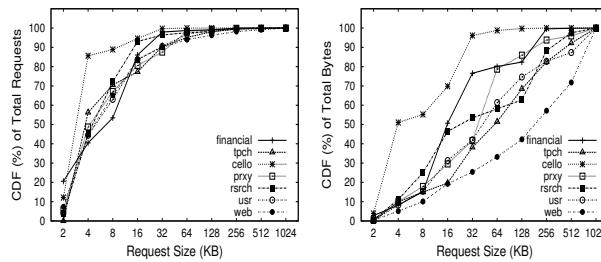 CDF (%) of Total Requests
100
90
80
70
60
50
40
30
20
10
0
financial
tpch
cello
prxy
rsrch
usr
web
2 4 8 16 32 64 128 256 512 1024
Request Size (KB)
CDF (%) of Total Bytes
100
90
80
70
60
50
40
30
20
10
0
financial
tpch
cello
prxy
rsrch
usr
web
2 4 8 16 32 64 128 256 512 1024
Request Size (KB)